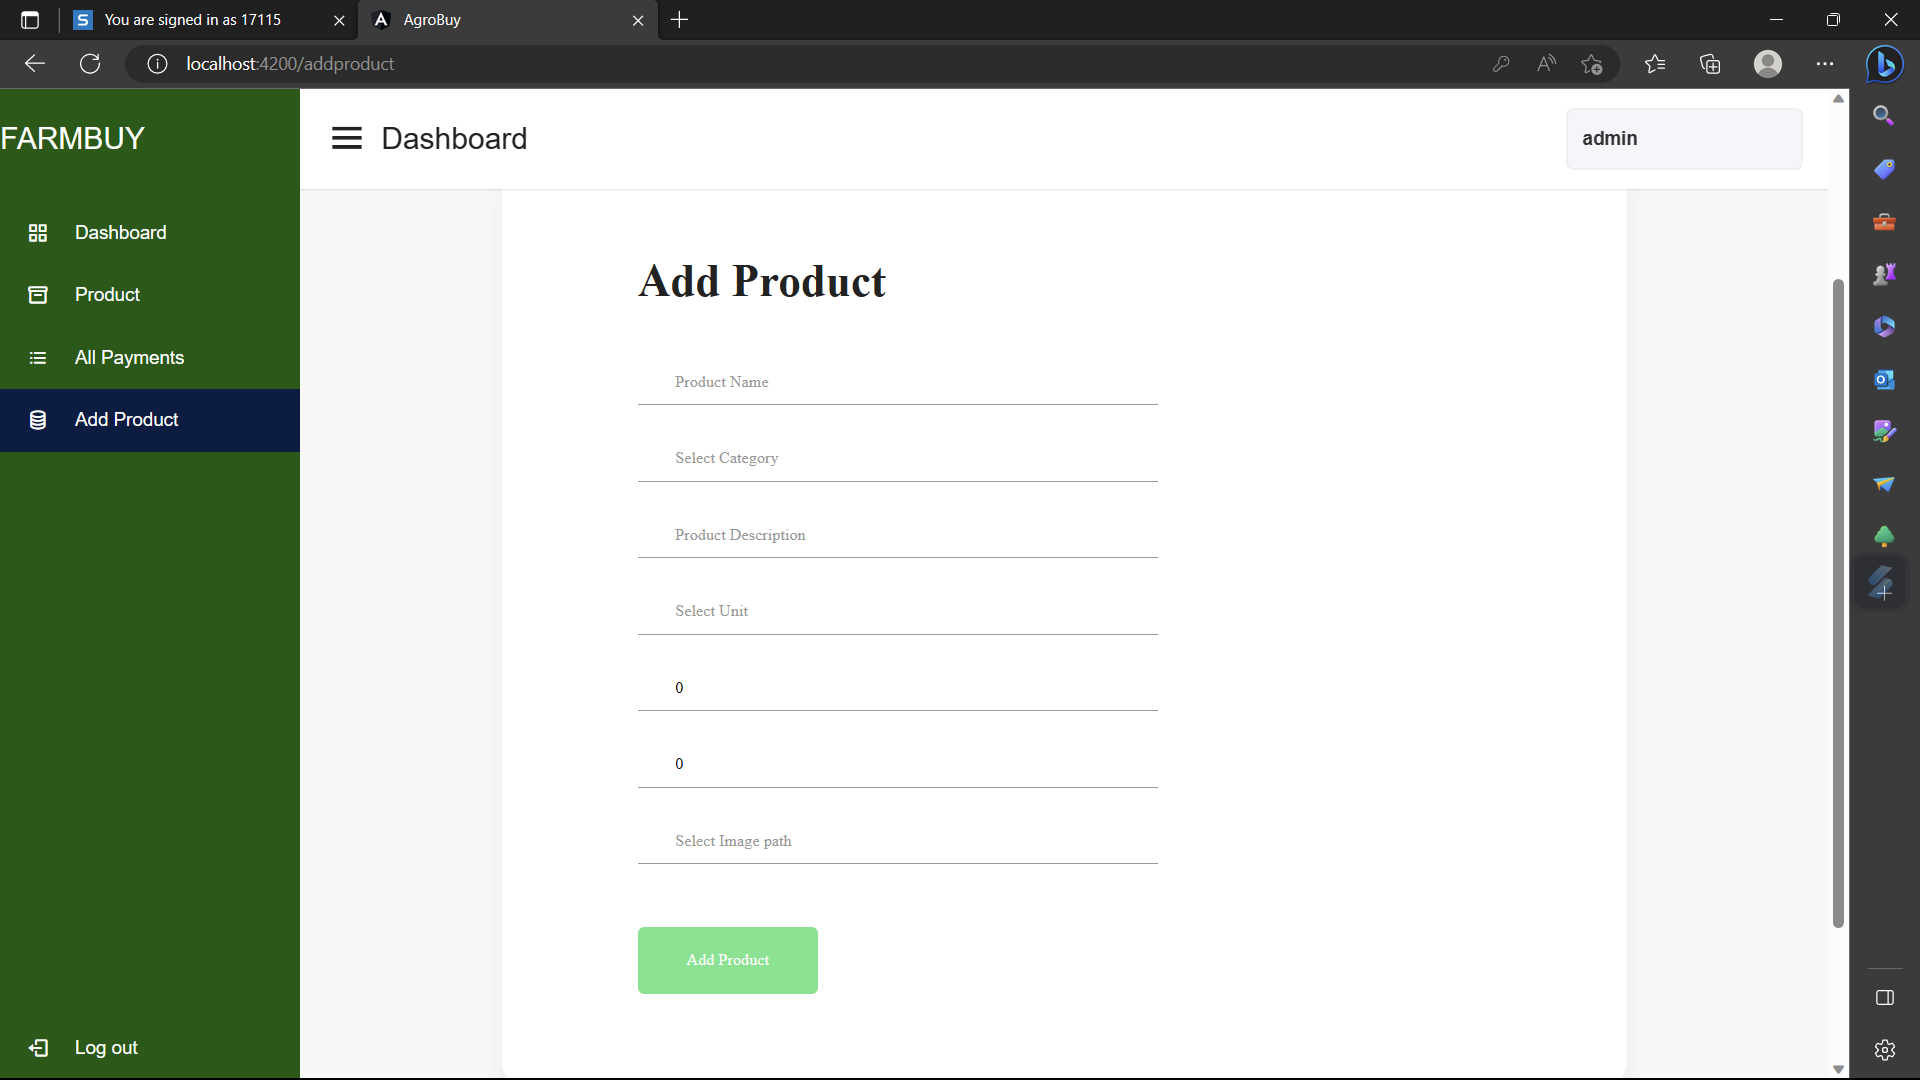 You are signed in as 17115
AgroBuy
localhost:4200/addproduct
FARMBUY
Dashboard
admin
Dashboard
Product
All Payments
Add Product
Log out
Add Product
Product Name
Select Category
Product Description
Select Unit
0
0
Select Image path
Add Product